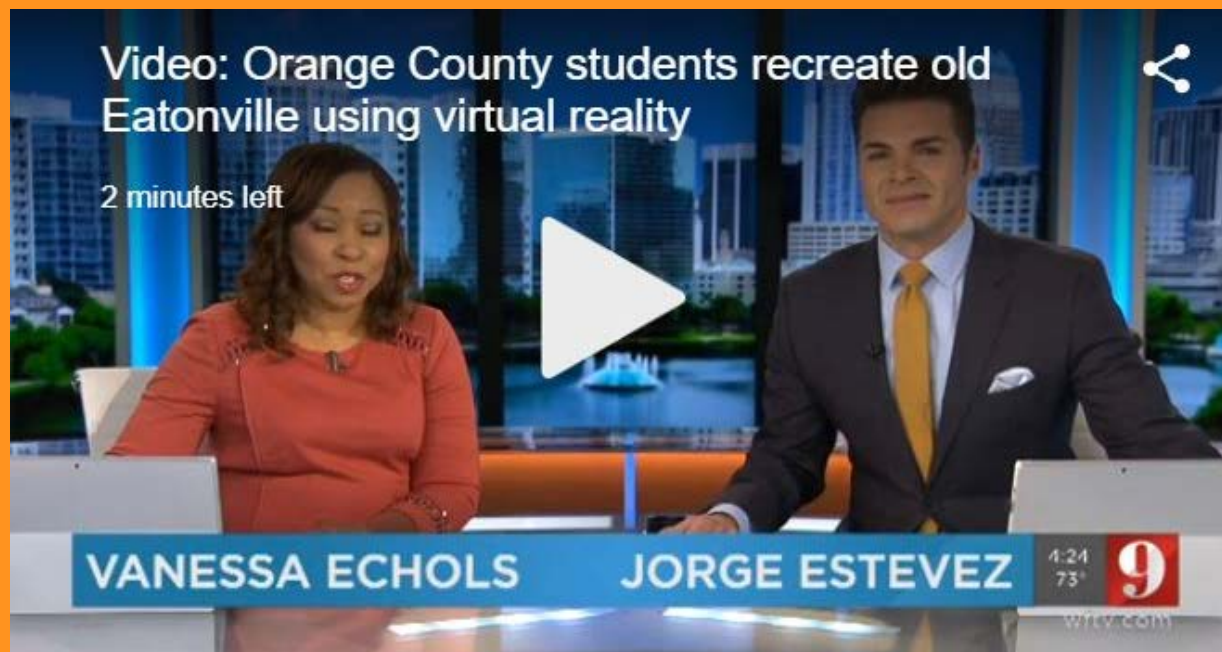 Video: Orange County students recreate old
Eatonville using virtual reality
2 minutes left
VANESSA ECHOLS JORGE ESTEVEZ
4:24
73°
9
wftv.com